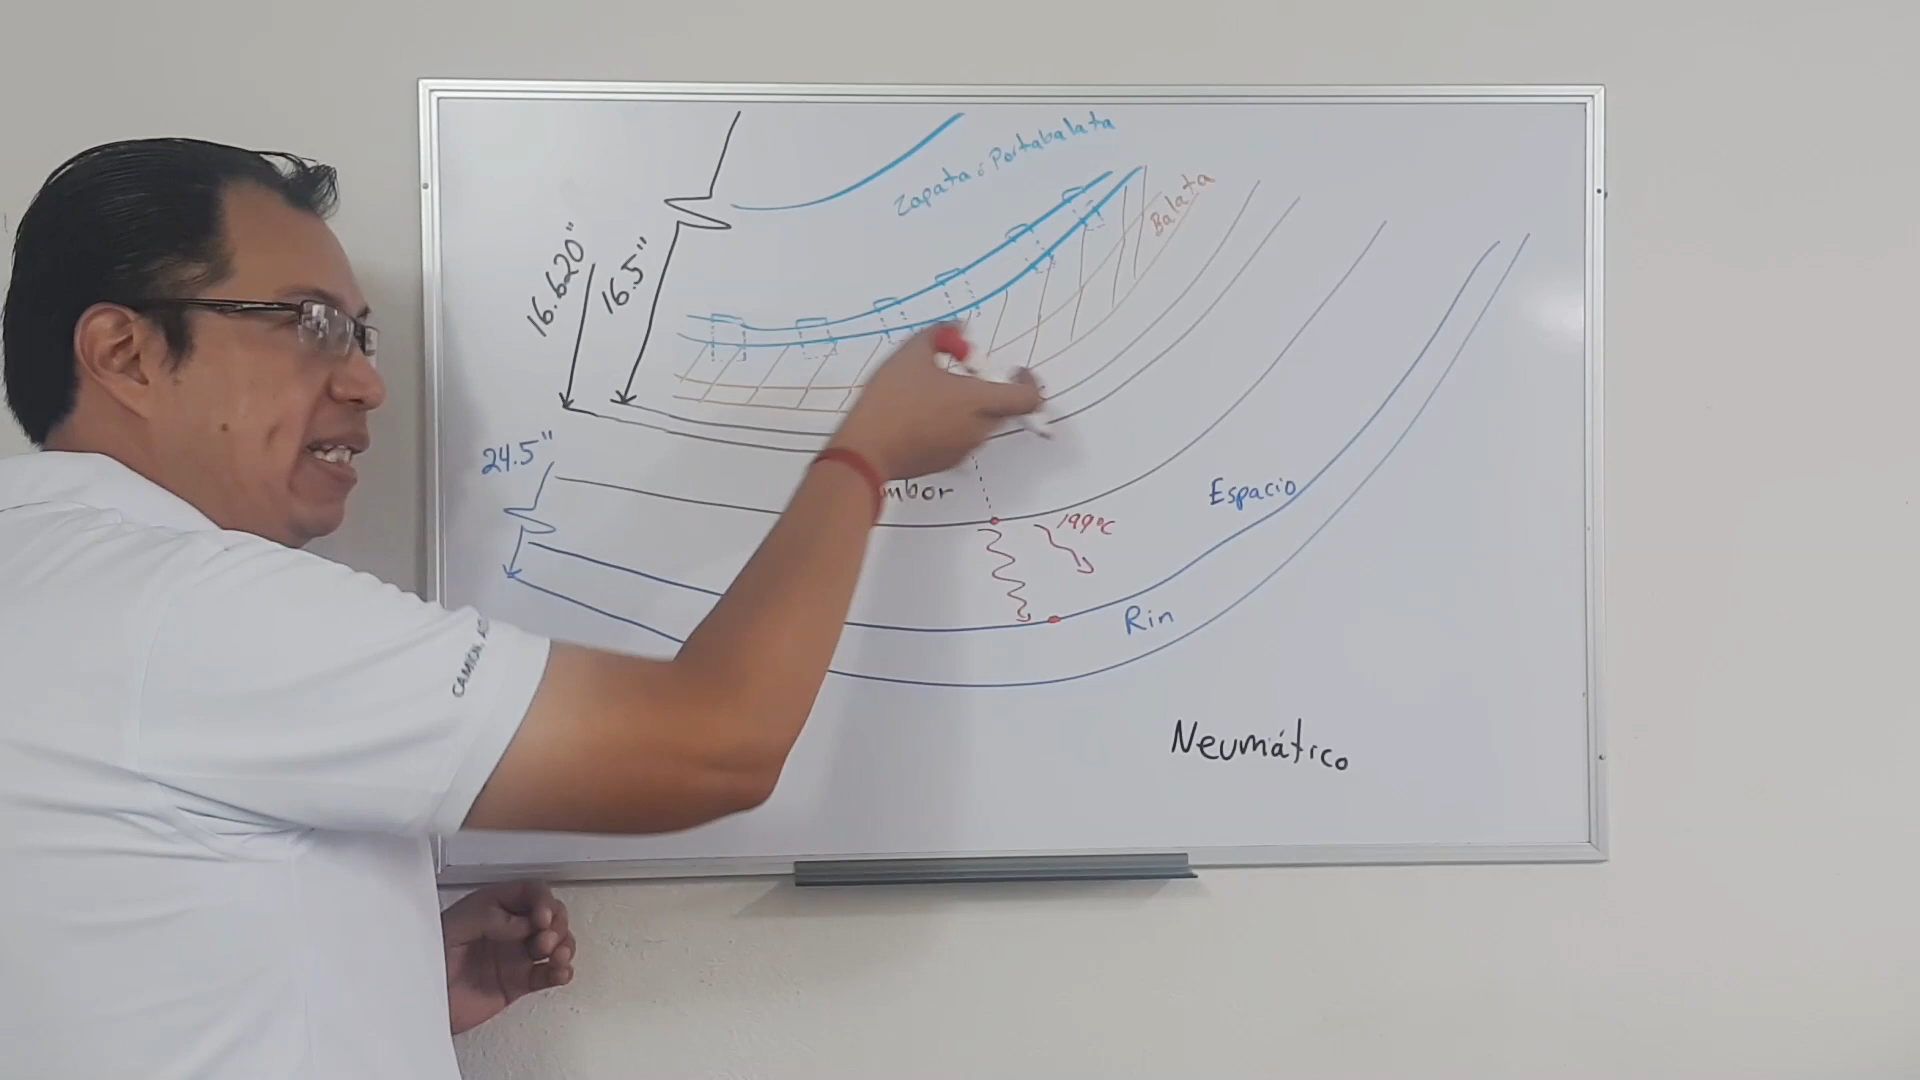 Zapata ó Portabalata
Balata
16.620"
16.5"
24.5"
mbor
199°C
Espacio
Rin
Neumático